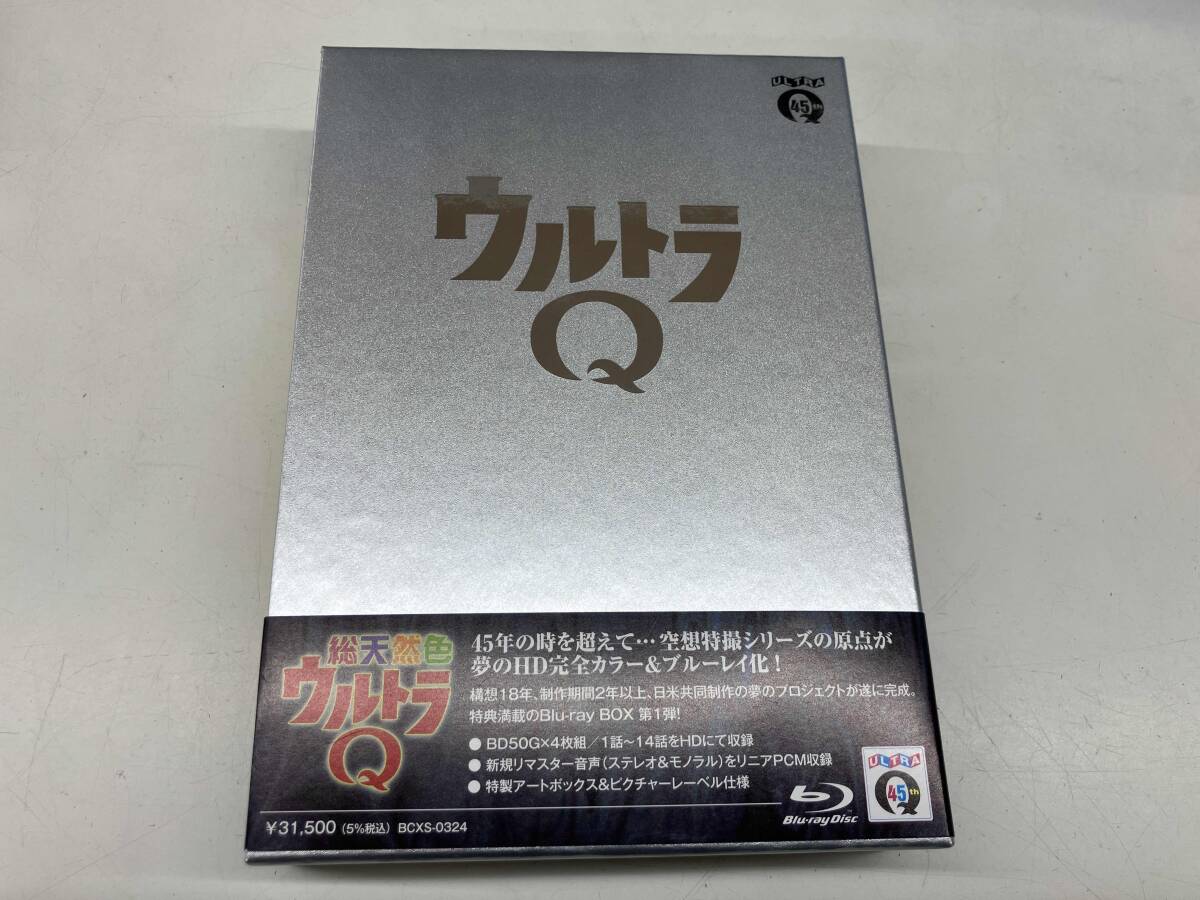 ULTRA
Q 45th
ウルトラ
Q
総天然色
ウルトラ
Q
45年の時を超えて…空想特撮シリーズの原点が
夢のHD完全カラー&ブルーレイ化!
構想18年、制作期間2年以上、日米共同制作の夢のプロジェクトが遂に完成。
特典満載のBlu-ray BOX 第1弾!
●BD50G×4枚組/1話~14話をHDにて収録
●新規リマスター音声(ステレオ&モノラル)をリニアPCM収録
●特製アートボックス&ピクチャーレーベル仕様
¥31,500(5%税込) BCXS-0324
Blu-ray Disc
ULTRA
Q 45th